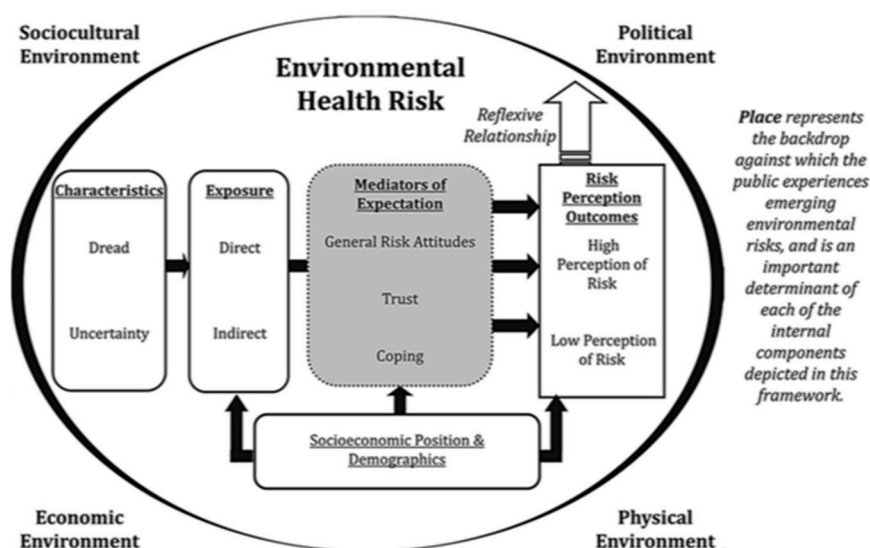 Sociocultural
Environment
Political
Environment
Environmental
Health Risk
Reflexive
Relationship
Place represents
the backdrop
against which the
public experiences
emerging
environmental
risks, and is an
important
determinant of
each of the
internal
components
depicted in this
framework.
Characteristics
Dread
Uncertainty
Exposure
Direct
Indirect
Mediators of
Expectation
General Risk Attitudes
Trust
Coping
Risk
Perception
Outcomes
High
Perception of
Risk
Low Perception
of Risk
Socioeconomic Position &
Demographics
Economic
Environment
Physical
Environment